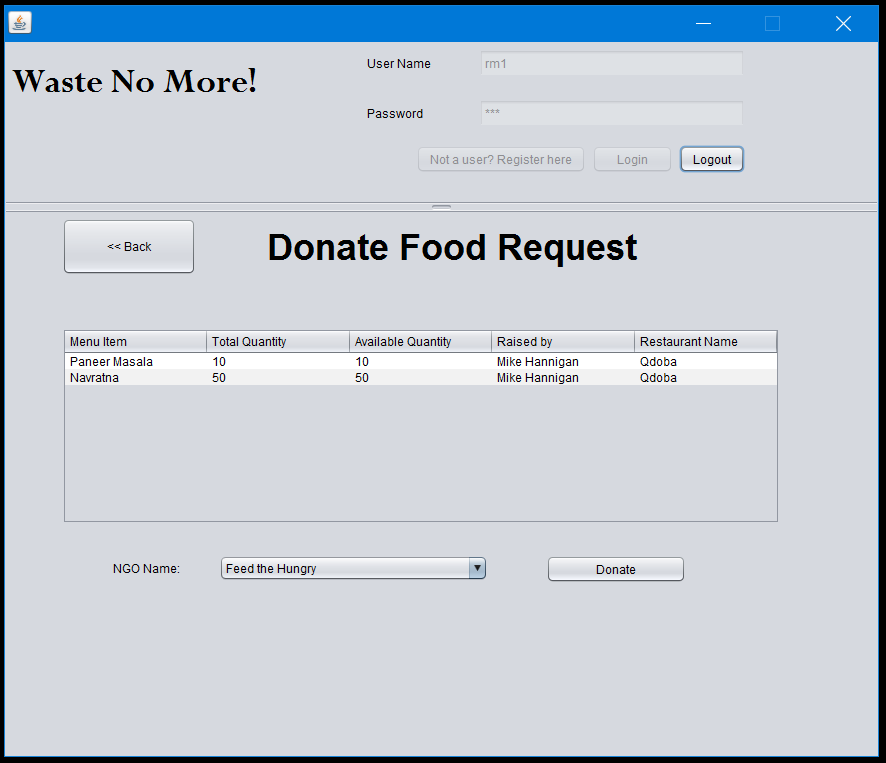 Waste No More!
User Name rm1
Password ***
Not a user? Register here Login Logout
<< Back
Donate Food Request
Menu Item Total Quantity Available Quantity Raised by Restaurant Name
Paneer Masala 10 10 Mike Hannigan Qdoba
Navratna 50 50 Mike Hannigan Qdoba
NGO Name: Feed the Hungry Donate